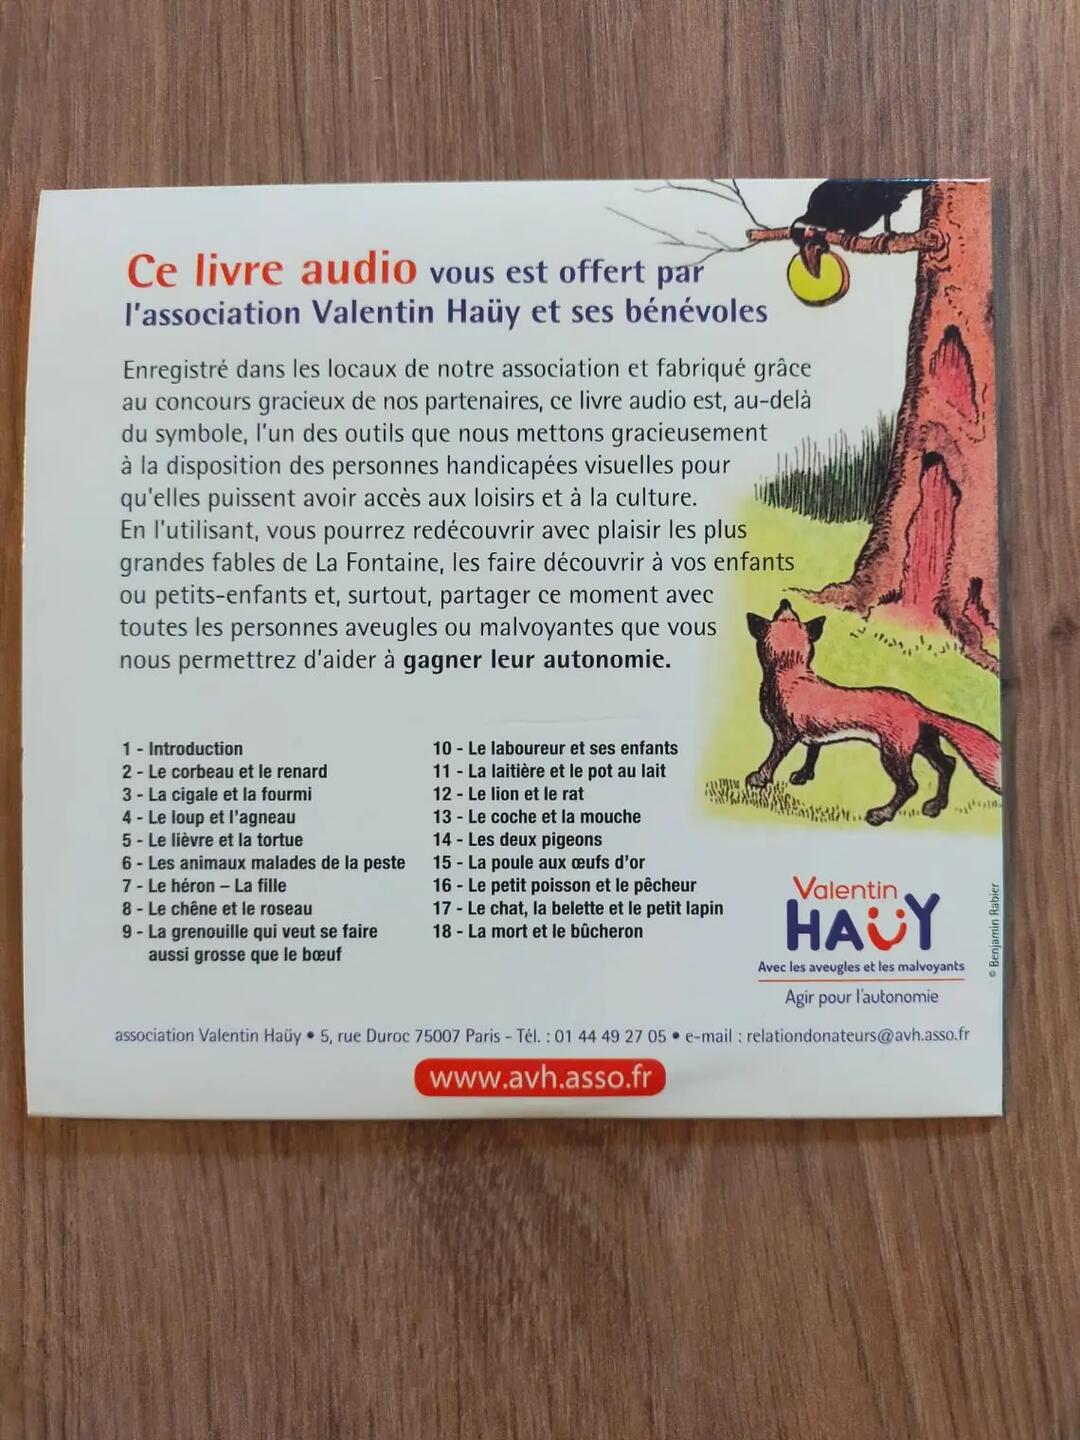 Ce livre audio vous est offert par
l'association Valentin Haüy et ses bénévoles
Enregistré dans les locaux de notre association et fabriqué grâce
au concours gracieux de nos partenaires, ce livre audio est, au-delà
du symbole, l'un des outils que nous mettons gracieusement
à la disposition des personnes handicapées visuelles pour
qu'elles puissent avoir accès aux loisirs et à la culture.
En l'utilisant, vous pourrez redécouvrir avec plaisir les plus
grandes fables de La Fontaine, les faire découvrir à vos enfants
ou petits-enfants et, surtout, partager ce moment avec
toutes les personnes aveugles ou malvoyantes que vous
nous permettrez d'aider à gagner leur autonomie.
1 - Introduction
2 - Le corbeau et le renard
3 - La cigale et la fourmi
4 - Le loup et l'agneau
5 - Le lièvre et la tortue
6 - Les animaux malades de la peste
7 - Le héron – La fille
8 - Le chêne et le roseau
9 - La grenouille qui veut se faire
aussi grosse que le bœuf
10 - Le laboureur et ses enfants
11 - La laitière et le pot au lait
12 - Le lion et le rat
13 - Le coche et la mouche
14 - Les deux pigeons
15 - La poule aux œufs d'or
16 - Le petit poisson et le pêcheur
17 - Le chat, la belette et le petit lapin
18 - La mort et le bûcheron
Valentin
HAÜY
Avec les aveugles et les malvoyants
Agir pour l'autonomie
© Benjamin Rabier
association Valentin Haüy • 5, rue Duroc 75007 Paris - Tél. : 01 44 49 27 05 • e-mail : relationdonateurs@avh.asso.fr
www.avh.asso.fr